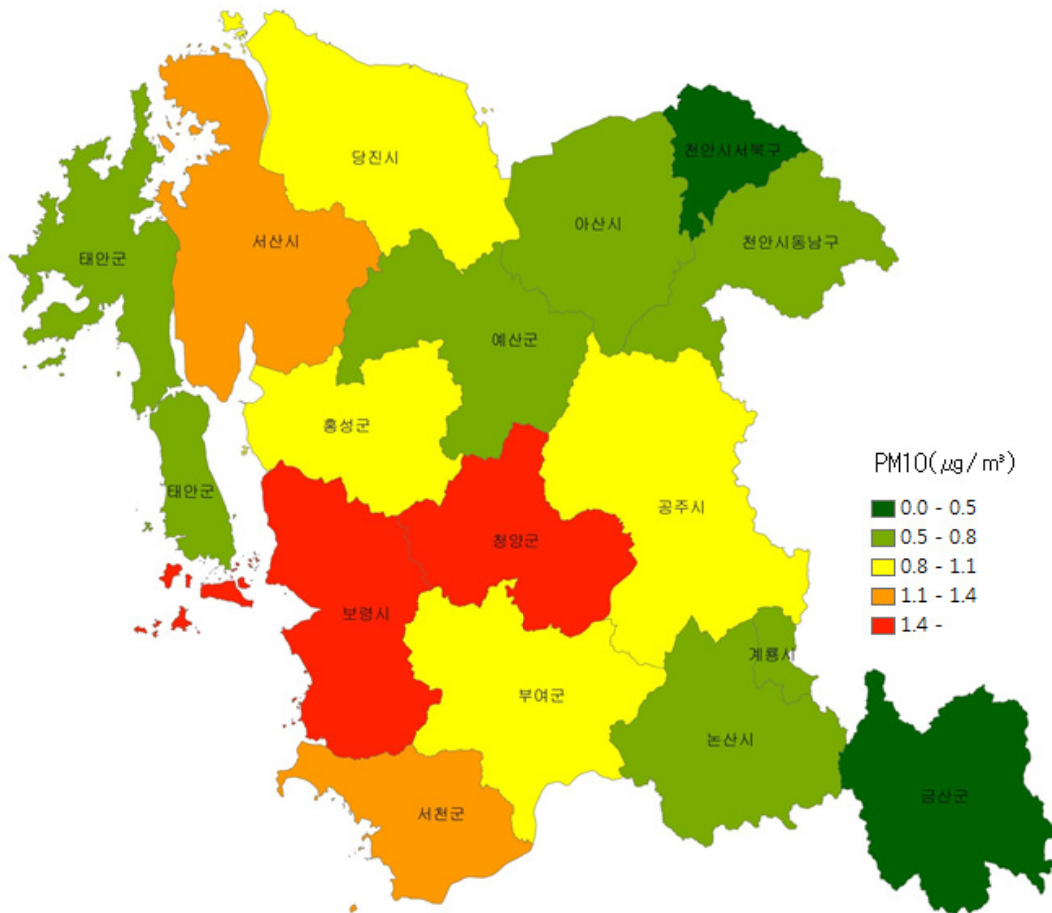 당진시
천안시서북구
아산시
천안시동남구
서산시
태안군
예산군
홍성군
태안군
공주시
청양군
보령시
계룡시
부여군
논산시
금산군
서천군
PM10(㎍/㎥)
0.0 - 0.5
0.5 - 0.8
0.8 - 1.1
1.1 - 1.4
1.4 -